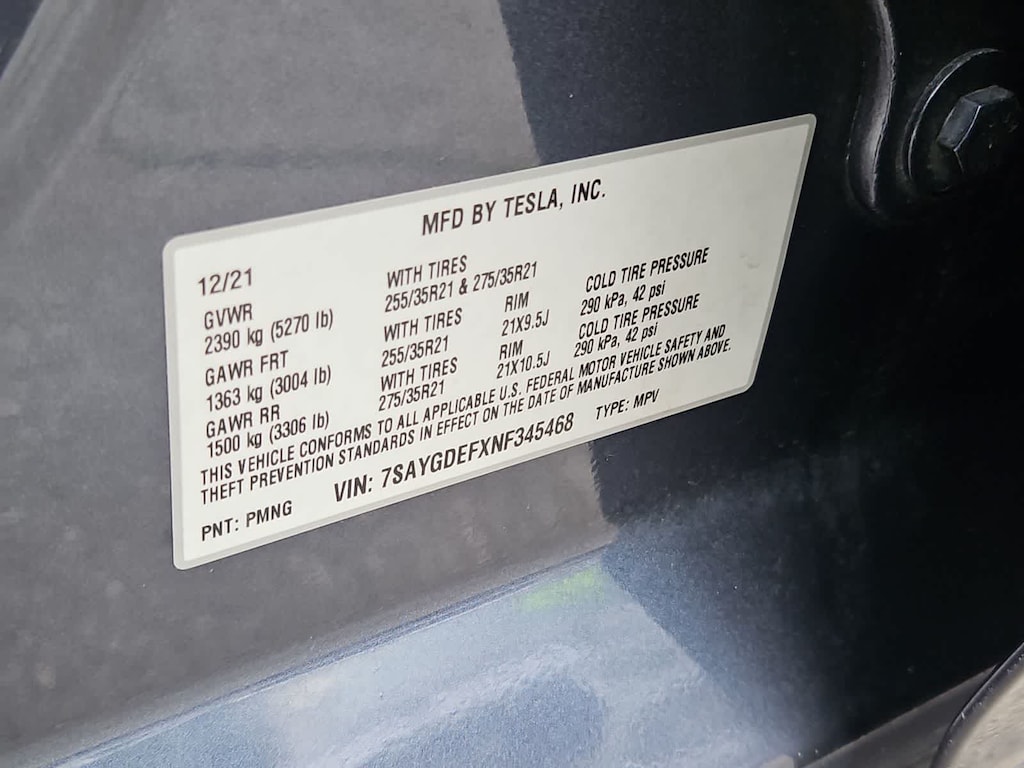 MFD BY TESLA, INC.
12/21
GVWR WITH TIRES
2390 kg (5270 lb) 255/35R21 & 275/35R21
GAWR FRT WITH TIRES RIM COLD TIRE PRESSURE
1363 kg (3004 lb) 255/35R21 21X9.5J 290 kPa, 42 psi
GAWR RR WITH TIRES RIM COLD TIRE PRESSURE
1500 kg (3306 lb) 275/35R21 21X10.5J 290 kPa, 42 psi
THIS VEHICLE CONFORMS TO ALL APPLICABLE U.S. FEDERAL MOTOR VEHICLE SAFETY AND
THEFT PREVENTION STANDARDS IN EFFECT ON THE DATE OF MANUFACTURE SHOWN ABOVE.
PNT: PMNG VIN: 7SAYGDEFXNF345468 TYPE: MPV